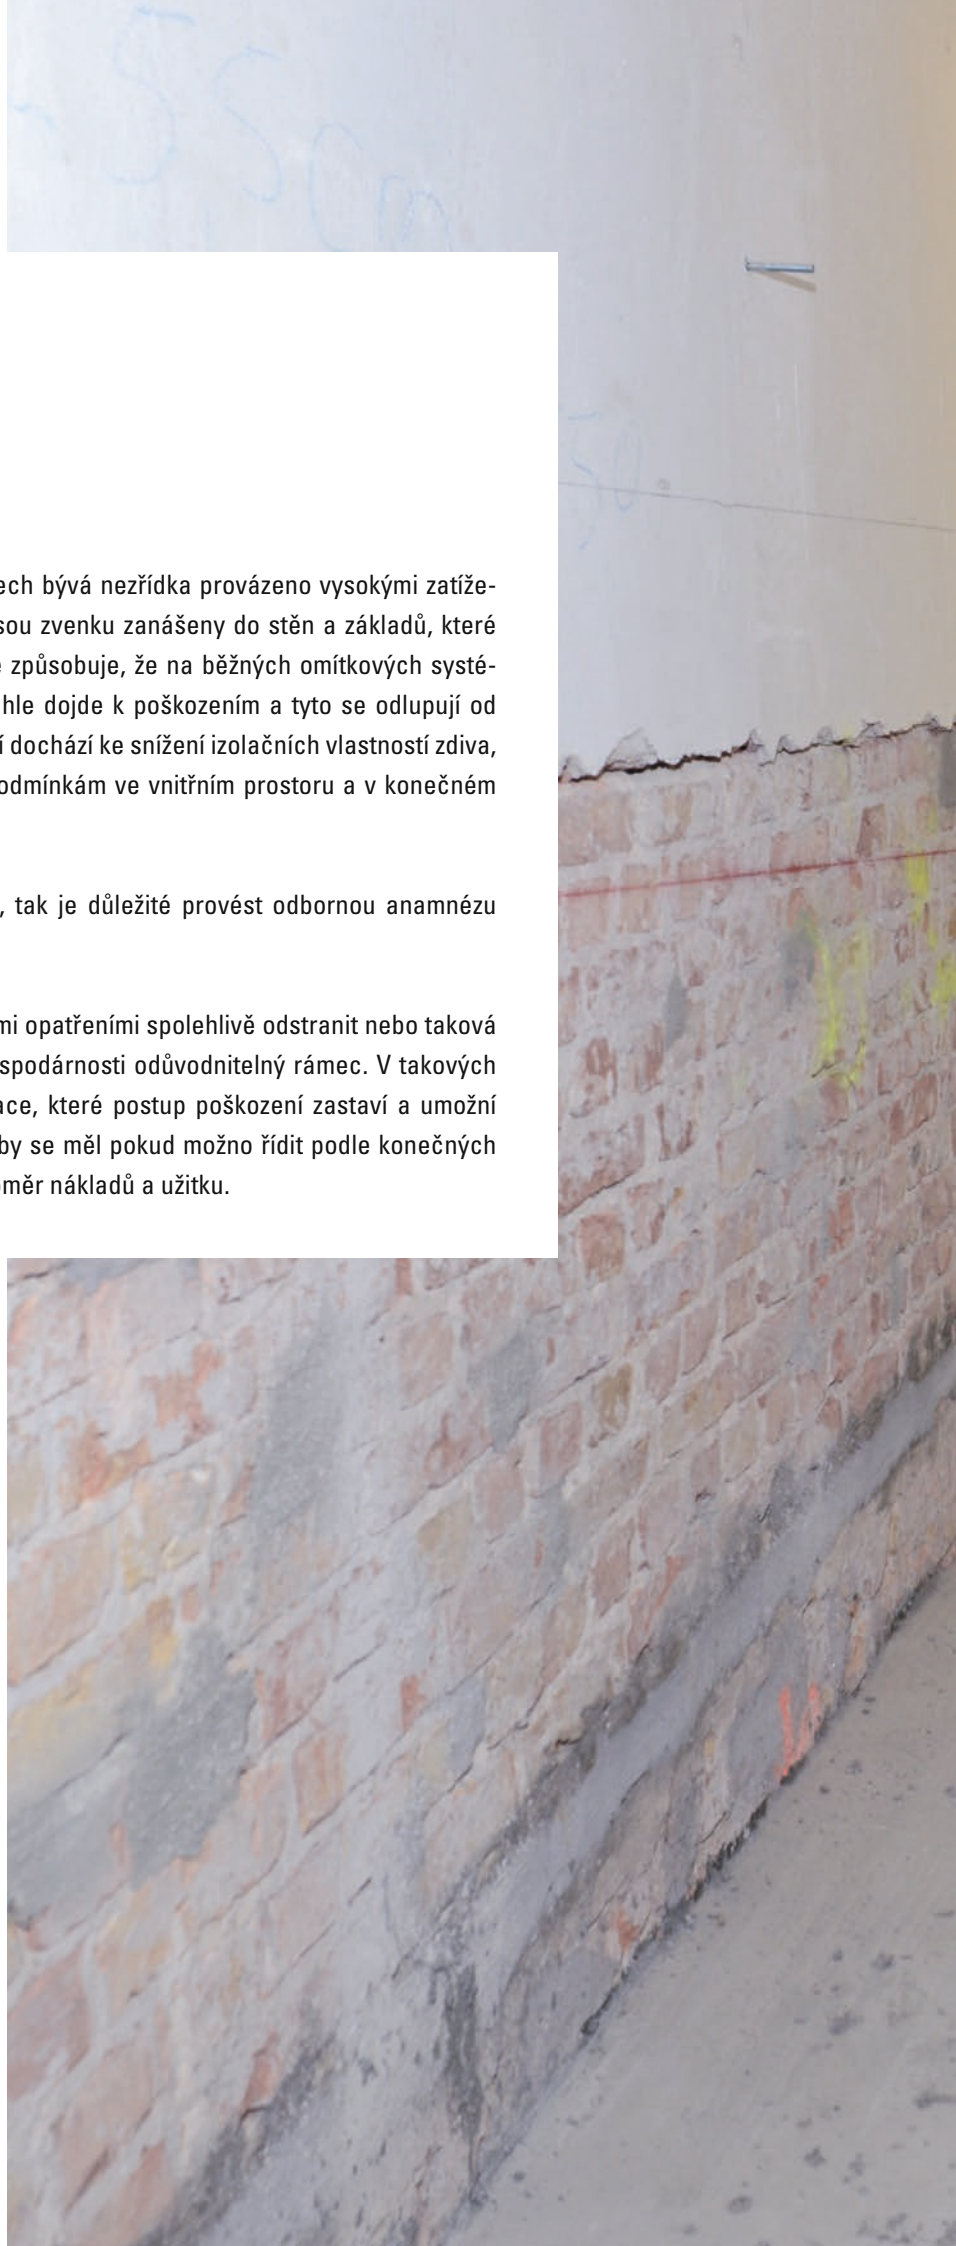 55cm
50
ech bývá nezřídka provázeno vysokými zatíže-
sou zvenku zanášeny do stěn a základů, které
e způsobuje, že na běžných omítkových systé-
hle dojde k poškozením a tyto se odlupují od
í dochází ke snížení izolačních vlastností zdiva,
odmínkám ve vnitřním prostoru a v konečném
, tak je důležité provést odbornou anamnézu
mi opatřeními spolehlivě odstranit nebo taková
spodárnosti odůvodnitelný rámec. V takových
ace, které postup poškození zastaví a umožní
by se měl pokud možno řídit podle konečných
oměr nákladů a užitku.